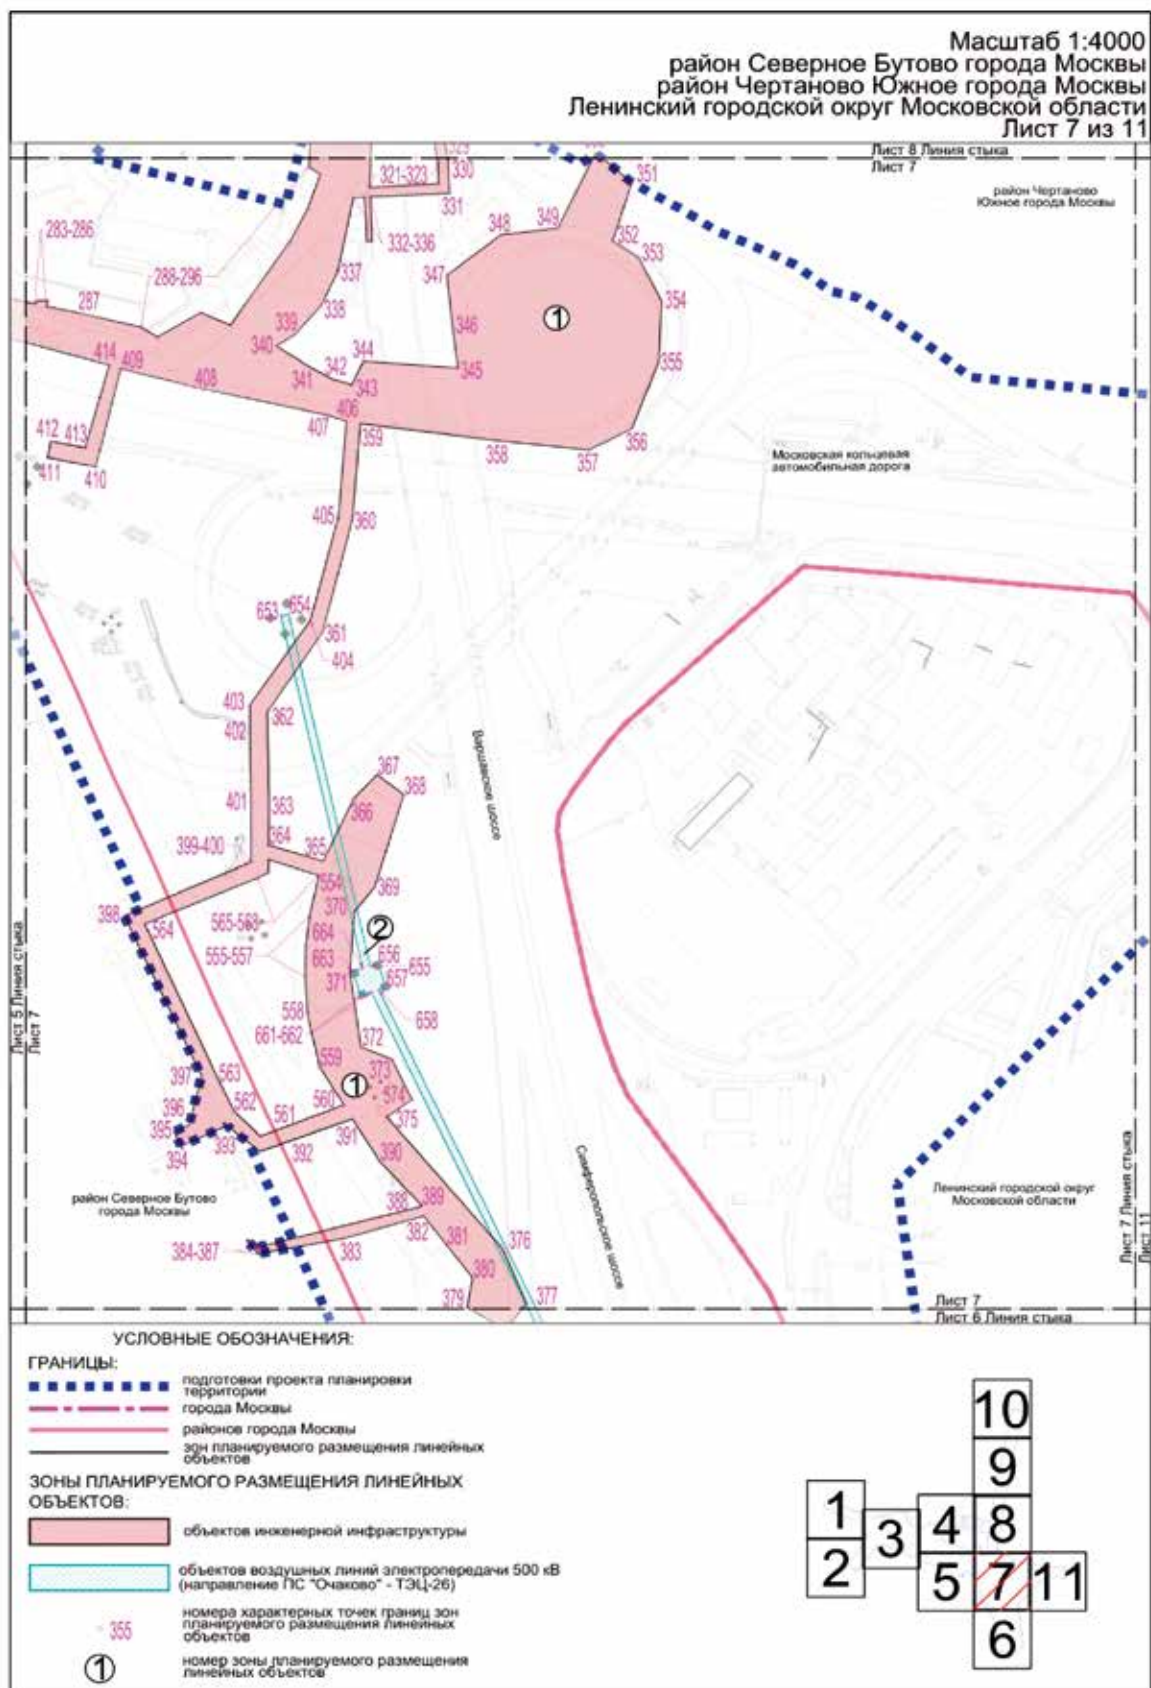 Масштаб 1:4000
район Северное Бутово города Москвы
район Чертаново Южное города Москвы
Ленинский городской округ Московской области
Лист 7 из 11
Лист 8 Линия стыка
Лист 7
район Чертаново
Южное города Москвы
321-323
330
331
351
283-286
332-336
348
349
352
353
288-296
337
347
354
287
338
1
339
346
340
344
355
414
409
342
345
408
341
343
406
407
359
356
412
413
358
357
411
410
Московская кольцевая
автомобильная дорога
405
360
653
654
361
404
403
362
402
Варшавское шоссе
367
368
401
363
366
364
399-400
365
554
369
370
398
564
565-568
664
2
555-557
663
656
655
371
657
558
658
661-662
372
559
373
397
563
1
574
396
562
560
375
561
395
393
391
394
392
390
район Северное Бутово
города Москвы
388
389
382
381
376
384-387
383
380
379
377
Симферопольское шоссе
Ленинский городской округ
Московской области
Лист 5 Линия стыка
Лист 7
Лист 7 Линия стыка
Лист 11
Лист 7
Лист 6 Линия стыка
УСЛОВНЫЕ ОБОЗНАЧЕНИЯ:
ГРАНИЦЫ:
подготовки проекта планировки
территории
города Москвы
районов города Москвы
зон планируемого размещения линейных
объектов
ЗОНЫ ПЛАНИРУЕМОГО РАЗМЕЩЕНИЯ ЛИНЕЙНЫХ
ОБЪЕКТОВ:
объектов инженерной инфраструктуры
объектов воздушных линий электропередачи 500 кВ
(направление ПС "Очаково" - ТЭЦ-26)
355
номера характерных точек границ зон
планируемого размещения линейных
объектов
1
номер зоны планируемого размещения
линейных объектов
10
9
1
4
8
3
2
5
7
11
6